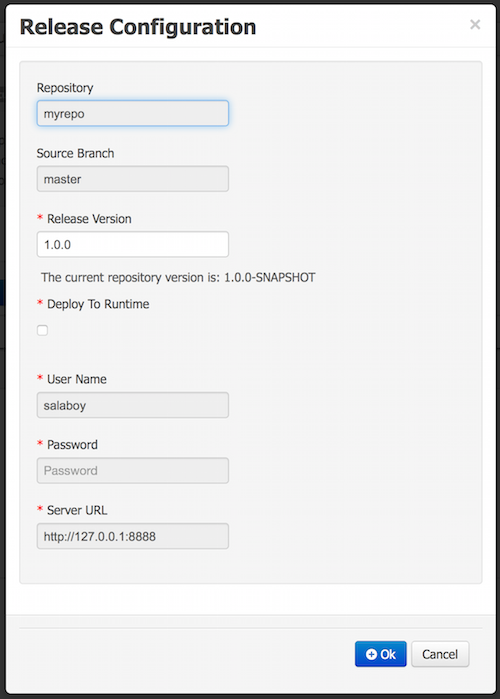 Release Configuration
×
Repository
myrepo
Source Branch
master
* Release Version
1.0.0
The current repository version is: 1.0.0-SNAPSHOT
* Deploy To Runtime
* User Name
salaboy
* Password
Password
* Server URL
http://127.0.0.1:8888
Ok
Cancel